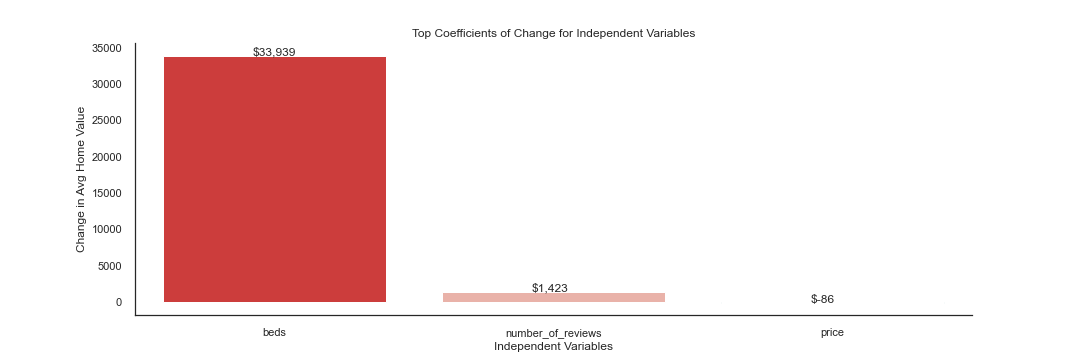 Top Coefficients of Change for Independent Variables
35000
30000
25000
20000
15000
10000
5000
0
Change in Avg Home Value
$33,939
$1,423
$-86
beds
number_of_reviews
price
Independent Variables